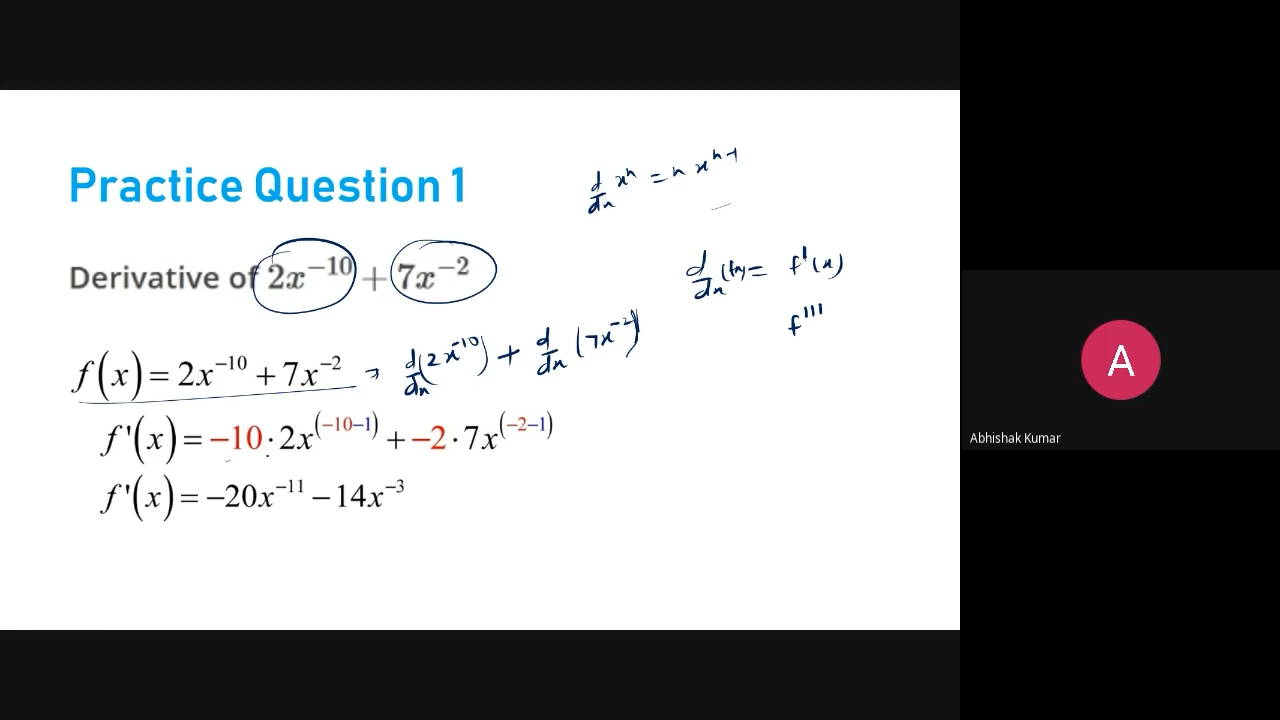 Practice Question 1
d/dx xⁿ = n xⁿ⁻¹
Derivative of 2x⁻¹⁰ + 7x⁻²
d/dx = f'(x)
f'''
f(x) = 2x⁻¹⁰ + 7x⁻² → d/dx(2x⁻¹⁰) + d/dx(7x⁻²)
f'(x) = −10·2x⁽⁻¹⁰⁻¹⁾ + −2·7x⁽⁻²⁻¹⁾
f'(x) = −20x⁻¹¹ − 14x⁻³
A
Abhishak Kumar